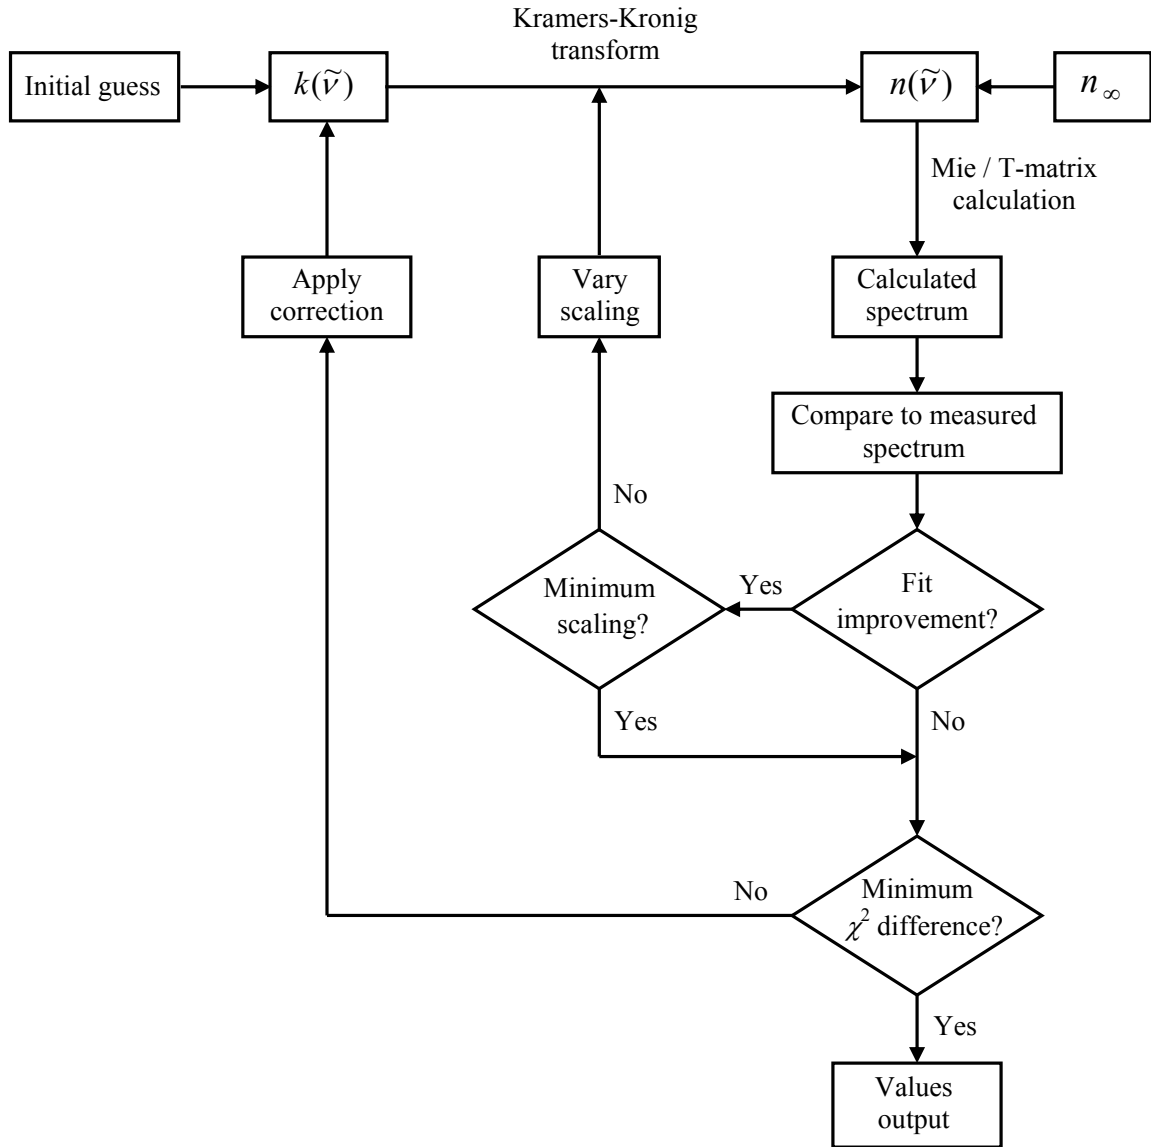 Kramers-Kronig
transform
Initial guess
k(ν̃)
n(ν̃)
n∞
Mie / T-matrix
calculation
Apply
correction
Vary
scaling
Calculated
spectrum
Compare to measured
spectrum
No
Minimum
scaling?
Yes
Fit
improvement?
Yes
No
No
Minimum
χ² difference?
Yes
Values
output